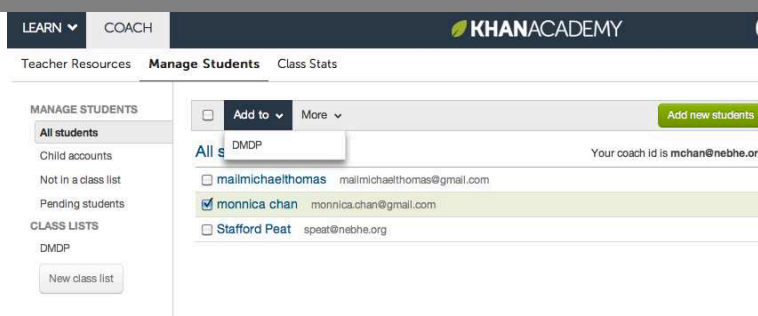 LEARN COACH KHANACADEMY
Teacher Resources Manage Students Class Stats
MANAGE STUDENTS
All students
Child accounts
Not in a class list
Pending students
CLASS LISTS
DMDP
New class list
Add to More Add new students
DMDP
All s Your coach id is mchan@nebhe.or
mailmichaelthomas mailmichaelthomas@gmail.com
monnica chan monnica.chan@gmail.com
Stafford Peat speat@nebhe.org